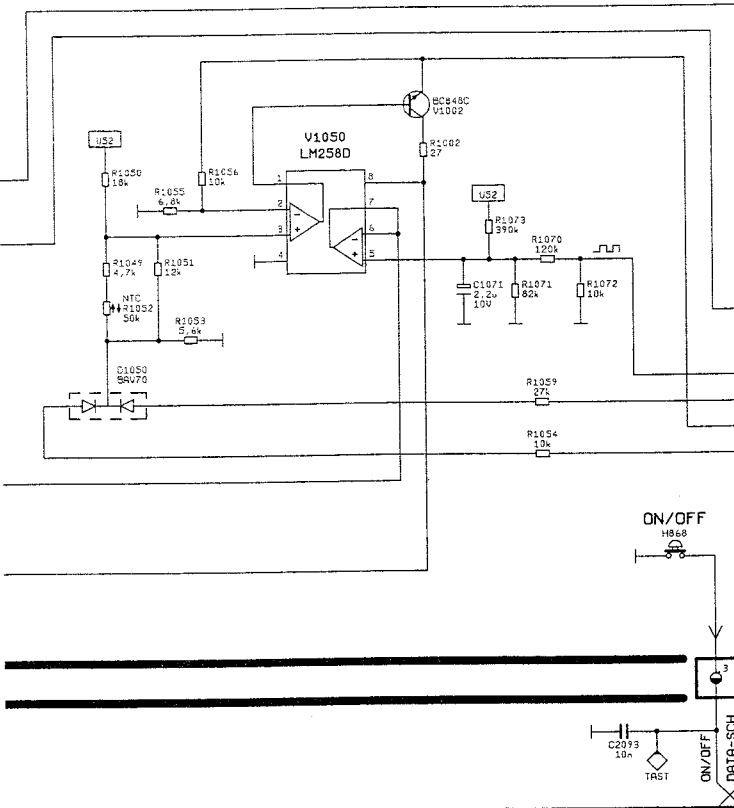 BC848C
V1002
V1050
LM258D
R1002
27
U52
R1050
18k
R1056
10k
R1055
6,8k
1
2
3
4
8
7
6
5
U52
R1073
390k
R1070
120k
R1049
4,7k
R1051
12k
NTC
R1052
50k
R1053
5,6k
C1071
2,2u
10V
R1071
82k
R1072
10k
D1050
BAV70
R1059
27k
R1054
10k
ON/OFF
H868
3
C2093
10n
TAST
ON/OFF
DATA-SCH